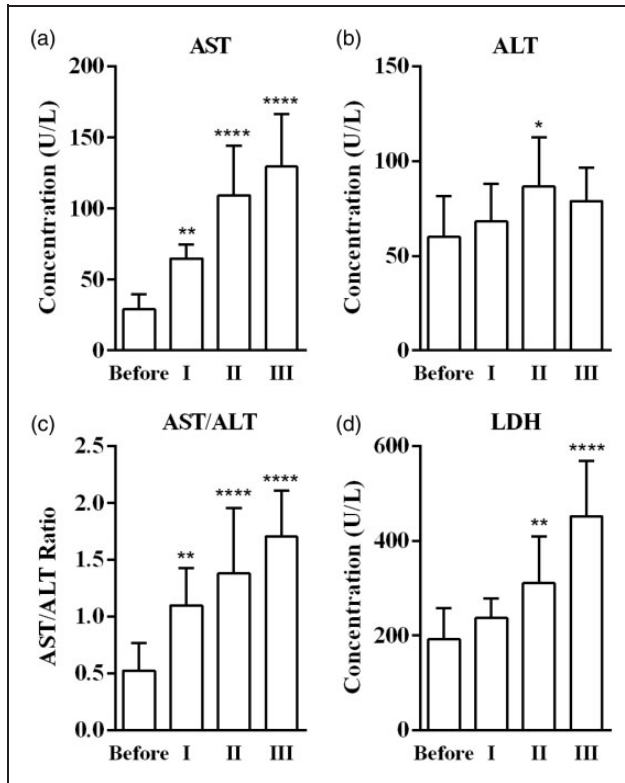 (a)
AST
Concentration (U/L)
200
150
100
50
0
**
****
****
Before I II III
(b)
ALT
Concentration (U/L)
150
100
50
0
*
Before I II III
(c)
AST/ALT
AST/ALT Ratio
2.5
2.0
1.5
1.0
0.5
0.0
**
****
****
Before I II III
(d)
LDH
Concentration (U/L)
600
400
200
0
**
****
Before I II III